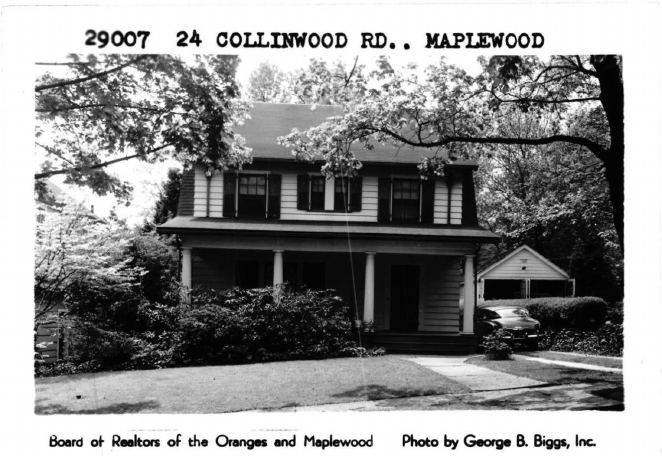 29007 24 COLLINWOOD RD., MAPLEWOOD
Board of Realtors of the Oranges and Maplewood Photo by George B. Biggs, Inc.